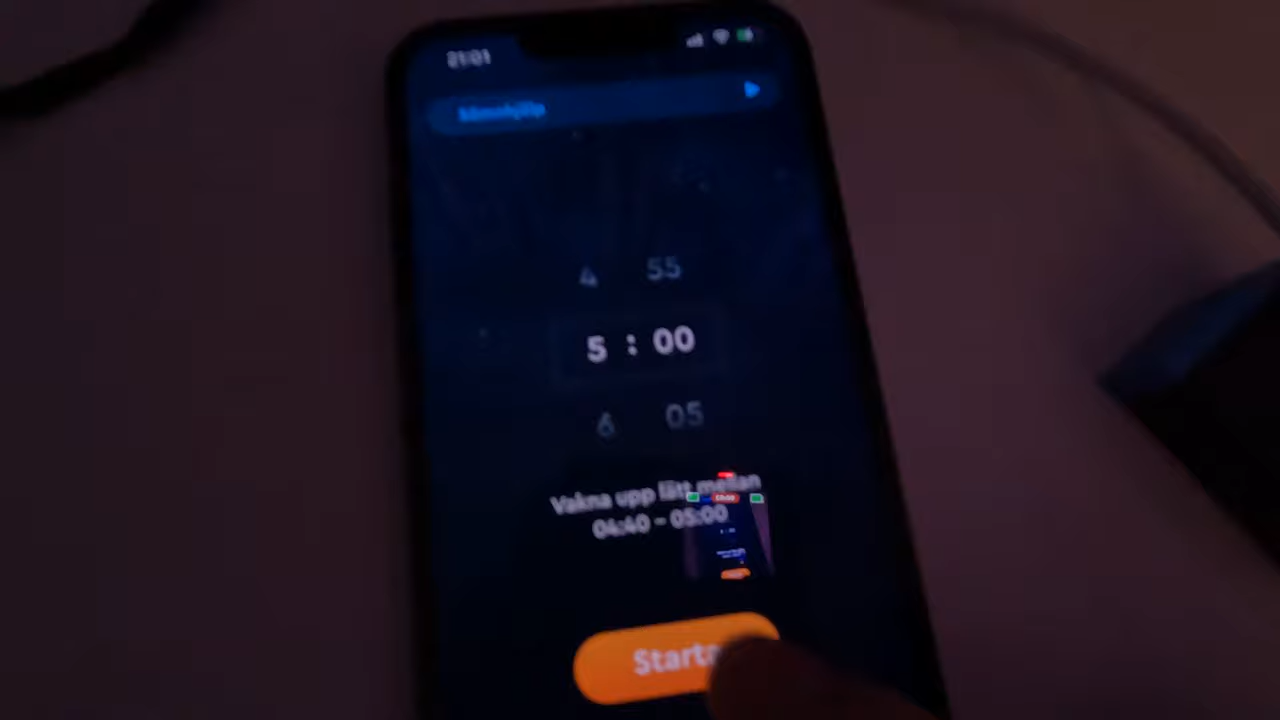 21:01
4 55
5 : 00
6 05
Vakna upp lätt mellan
04:40 - 05:00
Starta